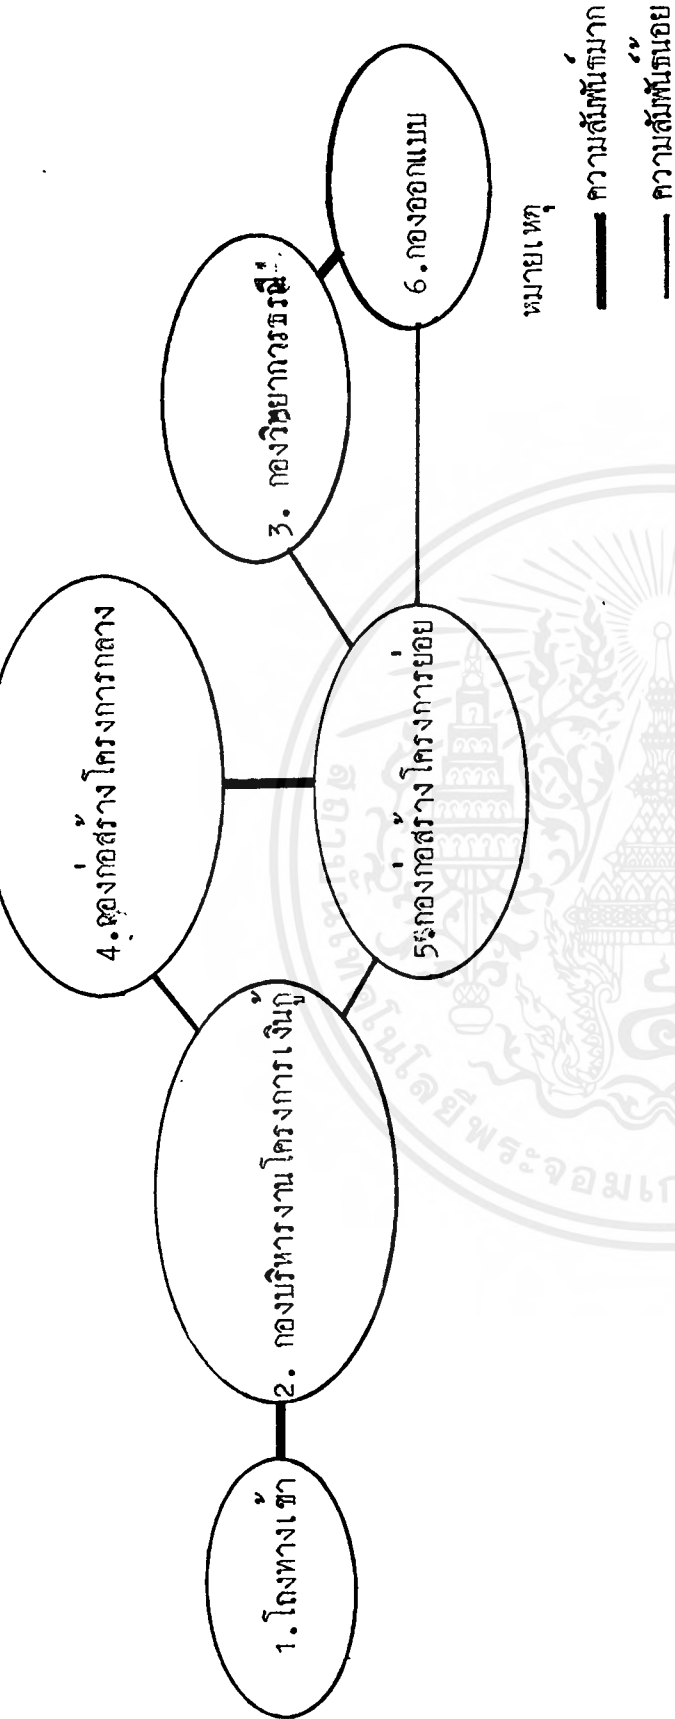 1.โถงทางเข้า
2. กองบริหารงานโครงการเงินกู้
3. กองวิทยาการธรณี
4.กองก่อสร้างโครงการกลาง
5.กองก่อสร้างโครงการย่อย
6.กองออกแบบ
หมายเหตุ
ความสัมพันธ์มาก
ความสัมพันธ์น้อย